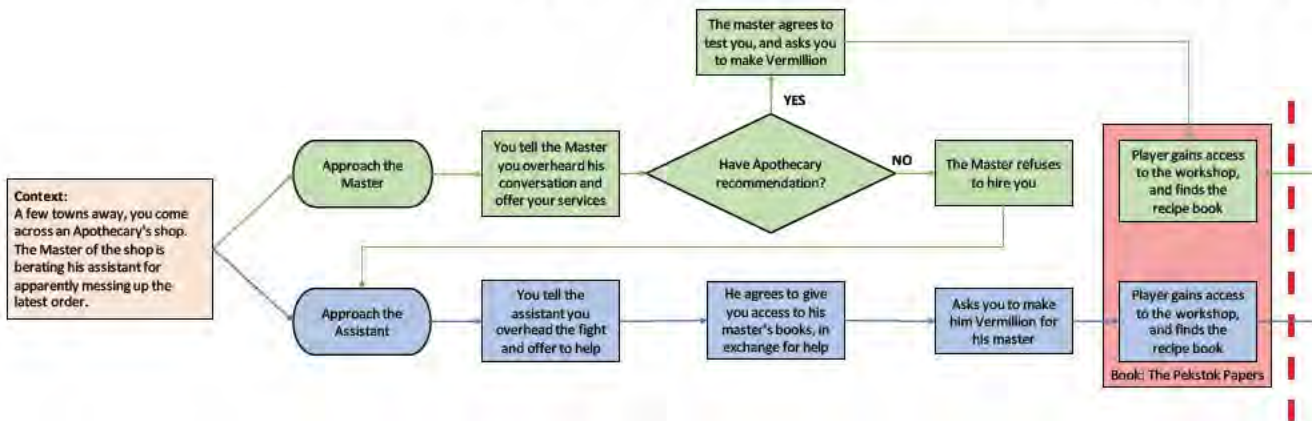 The master agrees to
test you, and asks you
to make Vermillion
YES
Context:
A few towns away, you come
across an Apothecary's shop.
The Master of the shop is
berating his assistant for
apparently messing up the
latest order.
Approach the
Master
You tell the Master
you overheard his
conversation and
offer your services
Have Apothecary
recommendation?
NO
The Master refuses
to hire you
Player gains access
to the workshop,
and finds the
recipe book
Approach the
Assistant
You tell the
assistant you
overhead the fight
and offer to help
He agrees to give
you access to his
master's books, in
exchange for help
Asks you to make
him Vermillion for
his master
Player gains access
to the workshop,
and finds the
recipe book
Book: The Pekstok Papers